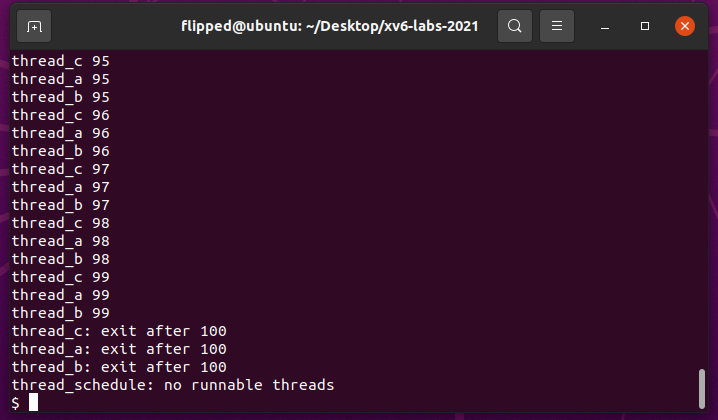 flipped@ubuntu: ~/Desktop/xv6-labs-2021
thread_c 95
thread_a 95
thread_b 95
thread_c 96
thread_a 96
thread_b 96
thread_c 97
thread_a 97
thread_b 97
thread_c 98
thread_a 98
thread_b 98
thread_c 99
thread_a 99
thread_b 99
thread_c: exit after 100
thread_a: exit after 100
thread_b: exit after 100
thread_schedule: no runnable threads
$